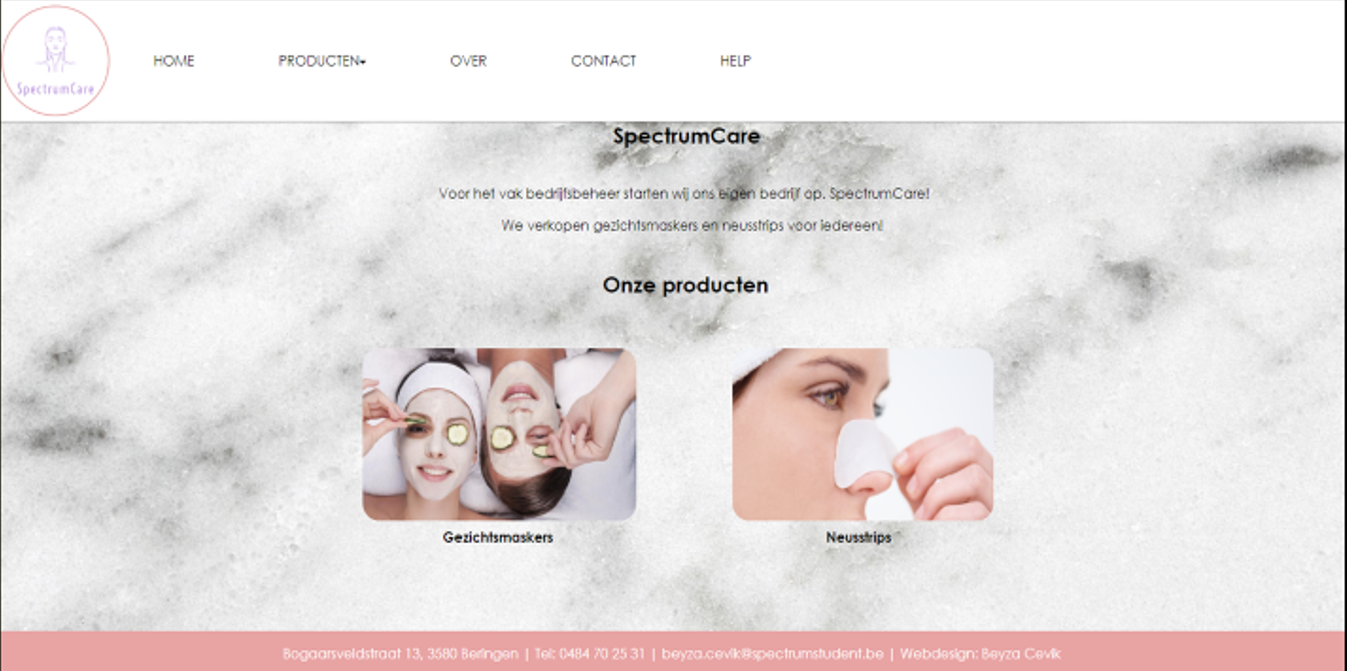 SpectrumCare
HOME PRODUCTEN OVER CONTACT HELP
SpectrumCare
Voor het vak bedrijfsbeheer starten wij ons eigen bedrijf op. SpectrumCare!
We verkopen gezichtsmaskers en neusstrips voor iedereen!
Onze producten
Gezichtsmaskers Neusstrips
Bogaarsveldstraat 13, 3580 Beringen | Tel: 0484 70 25 31 | beyza.cevik@spectrumstudent.be | Webdesign: Beyza Cevik